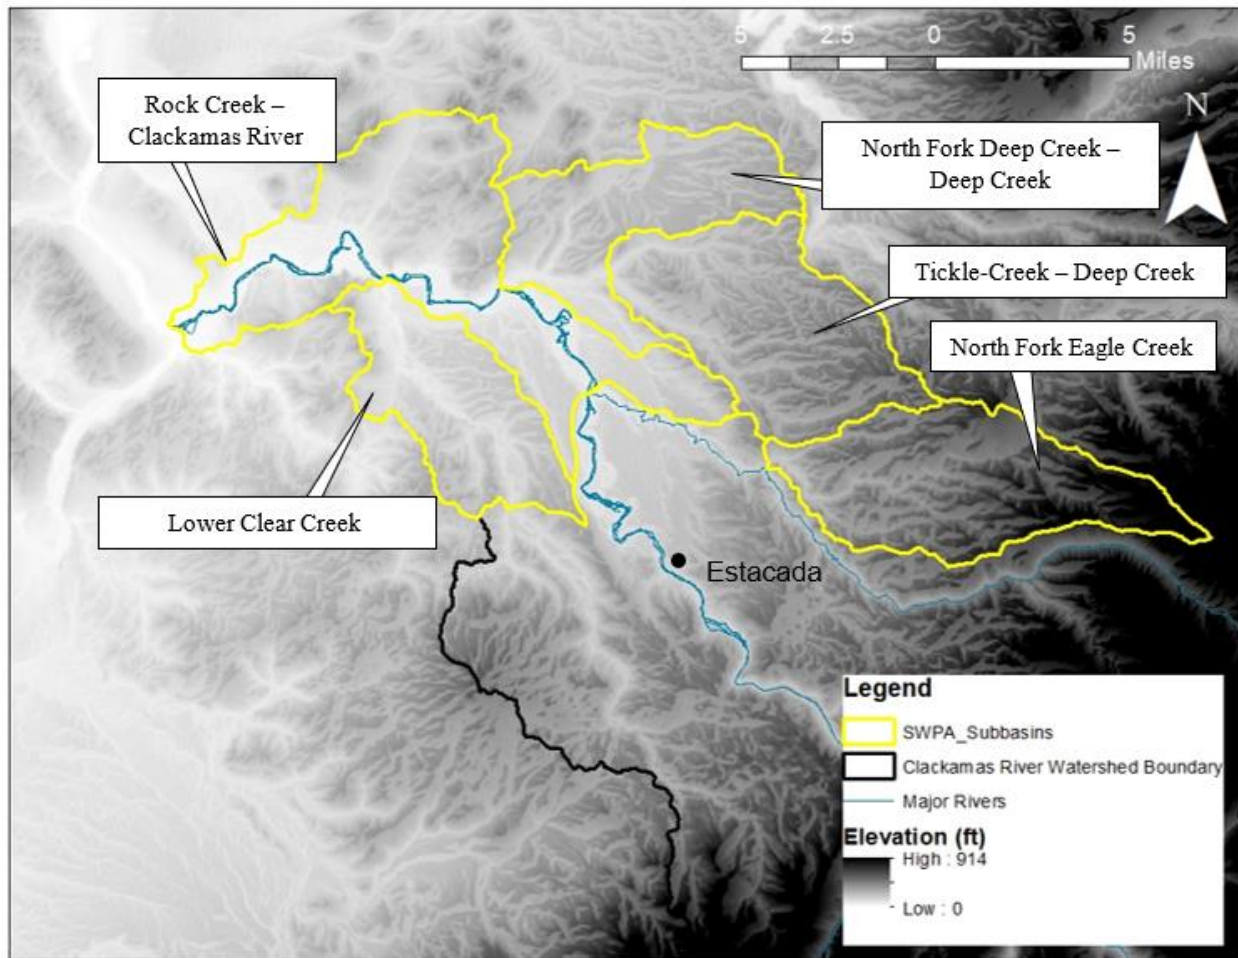 5 2.5 0 5
Miles
N
Rock Creek –
Clackamas River
North Fork Deep Creek –
Deep Creek
Tickle-Creek – Deep Creek
North Fork Eagle Creek
Lower Clear Creek
Estacada
Legend
SWPA_Subbasins
Clackamas River Watershed Boundary
Major Rivers
Elevation (ft)
High : 914
Low : 0